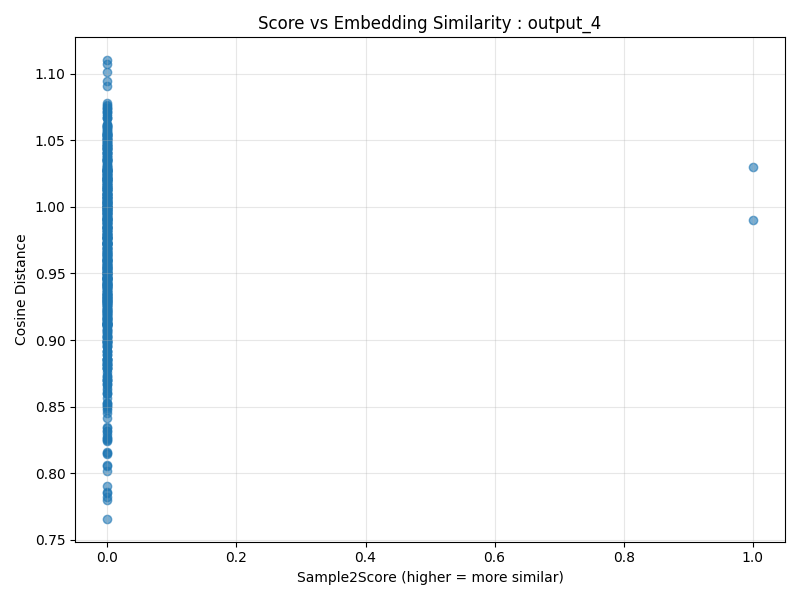 Score vs Embedding Similarity : output_4
Cosine Distance
1.10
1.05
1.00
0.95
0.90
0.85
0.80
0.75
0.0 0.2 0.4 0.6 0.8 1.0
Sample2Score (higher = more similar)